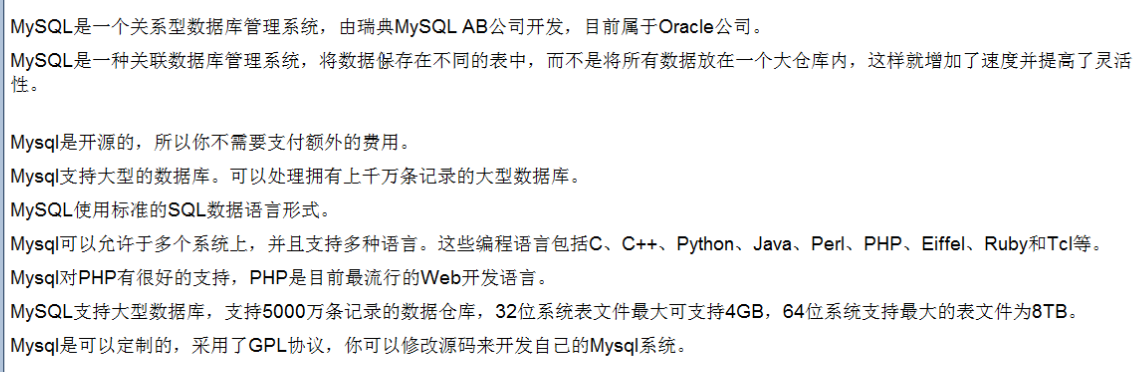 MySQL是一个关系型数据库管理系统，由瑞典MySQL AB公司开发，目前属于Oracle公司。
MySQL是一种关联数据库管理系统，将数据保存在不同的表中，而不是将所有数据放在一个大仓库内，这样就增加了速度并提高了灵活
性。
Mysql是开源的，所以你不需要支付额外的费用。
Mysql支持大型的数据库。可以处理拥有上千万条记录的大型数据库。
MySQL使用标准的SQL数据语言形式。
Mysql可以允许于多个系统上，并且支持多种语言。这些编程语言包括C、C++、Python、Java、Perl、PHP、Eiffel、Ruby和Tcl等。
Mysql对PHP有很好的支持，PHP是目前最流行的Web开发语言。
MySQL支持大型数据库，支持5000万条记录的数据仓库，32位系统表文件最大可支持4GB，64位系统支持最大的表文件为8TB。
Mysql是可以定制的，采用了GPL协议，你可以修改源码来开发自己的Mysql系统。